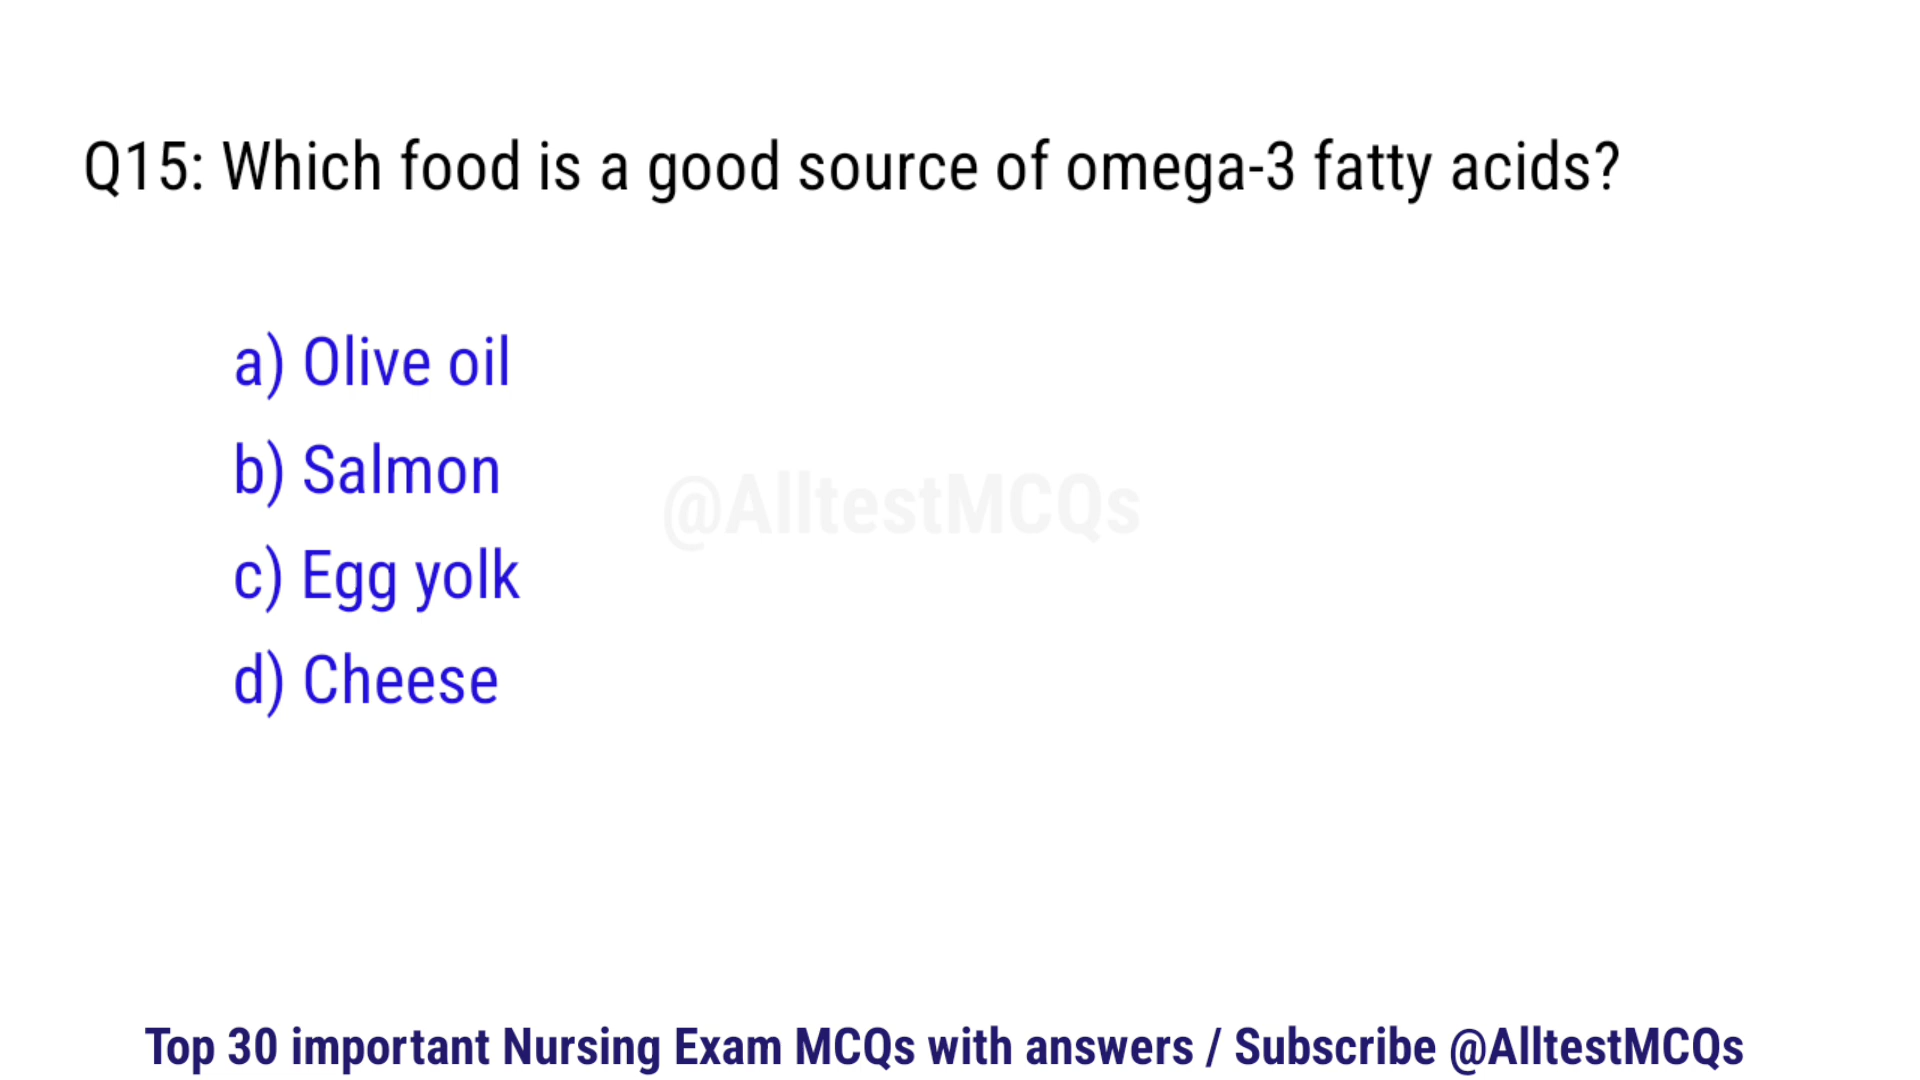 Q15: Which food is a good source of omega-3 fatty acids?
a) Olive oil
b) Salmon
@AlltestMCQs
c) Egg yolk
d) Cheese
Top 30 important Nursing Exam MCQs with answers / Subscribe @AlltestMCQs